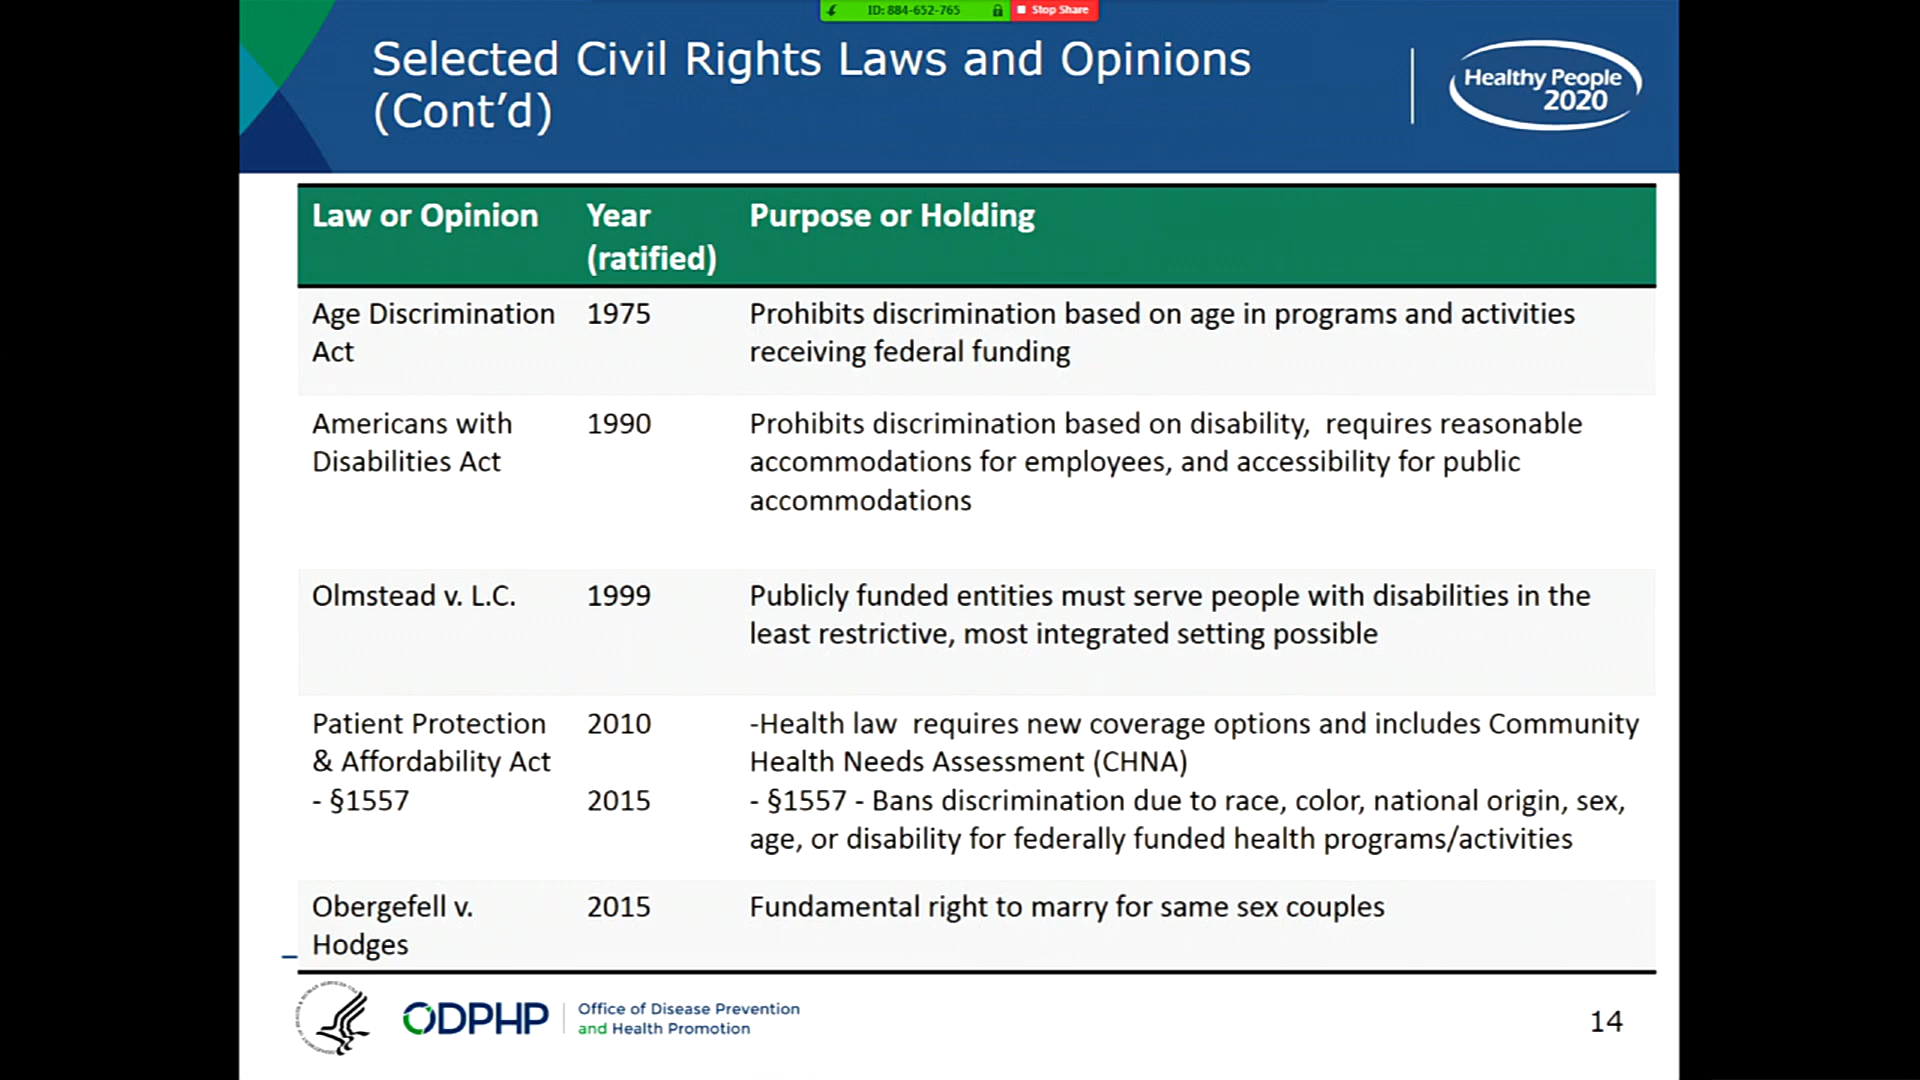 ID: 884-652-765 Stop Share
Selected Civil Rights Laws and Opinions
(Cont’d)
Healthy People
2020
Law or Opinion Year Purpose or Holding
(ratified)
Age Discrimination 1975 Prohibits discrimination based on age in programs and activities
Act receiving federal funding
Americans with 1990 Prohibits discrimination based on disability, requires reasonable
Disabilities Act accommodations for employees, and accessibility for public
accommodations
Olmstead v. L.C. 1999 Publicly funded entities must serve people with disabilities in the
least restrictive, most integrated setting possible
Patient Protection 2010 -Health law requires new coverage options and includes Community
& Affordability Act Health Needs Assessment (CHNA)
- §1557 2015 - §1557 - Bans discrimination due to race, color, national origin, sex,
age, or disability for federally funded health programs/activities
Obergefell v. 2015 Fundamental right to marry for same sex couples
Hodges
ODPHP Office of Disease Prevention
and Health Promotion
14